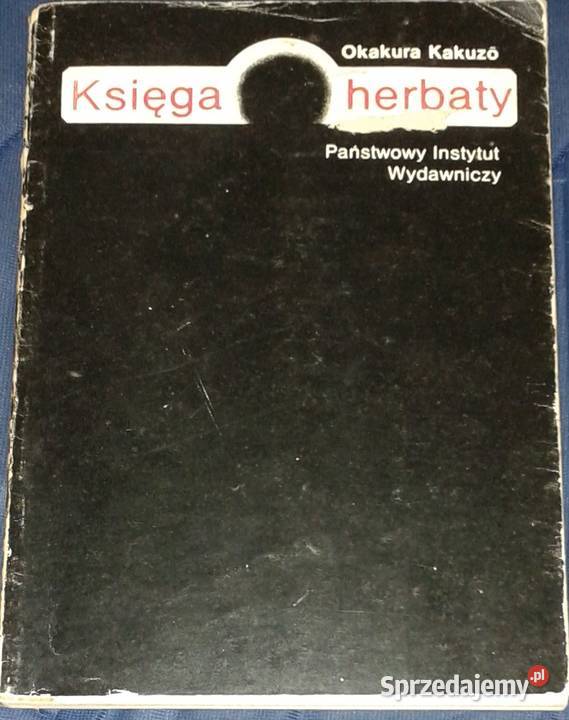 Okakura Kakuzō
Księga herbaty
Państwowy Instytut
Wydawniczy
Sprzedajemy.pl